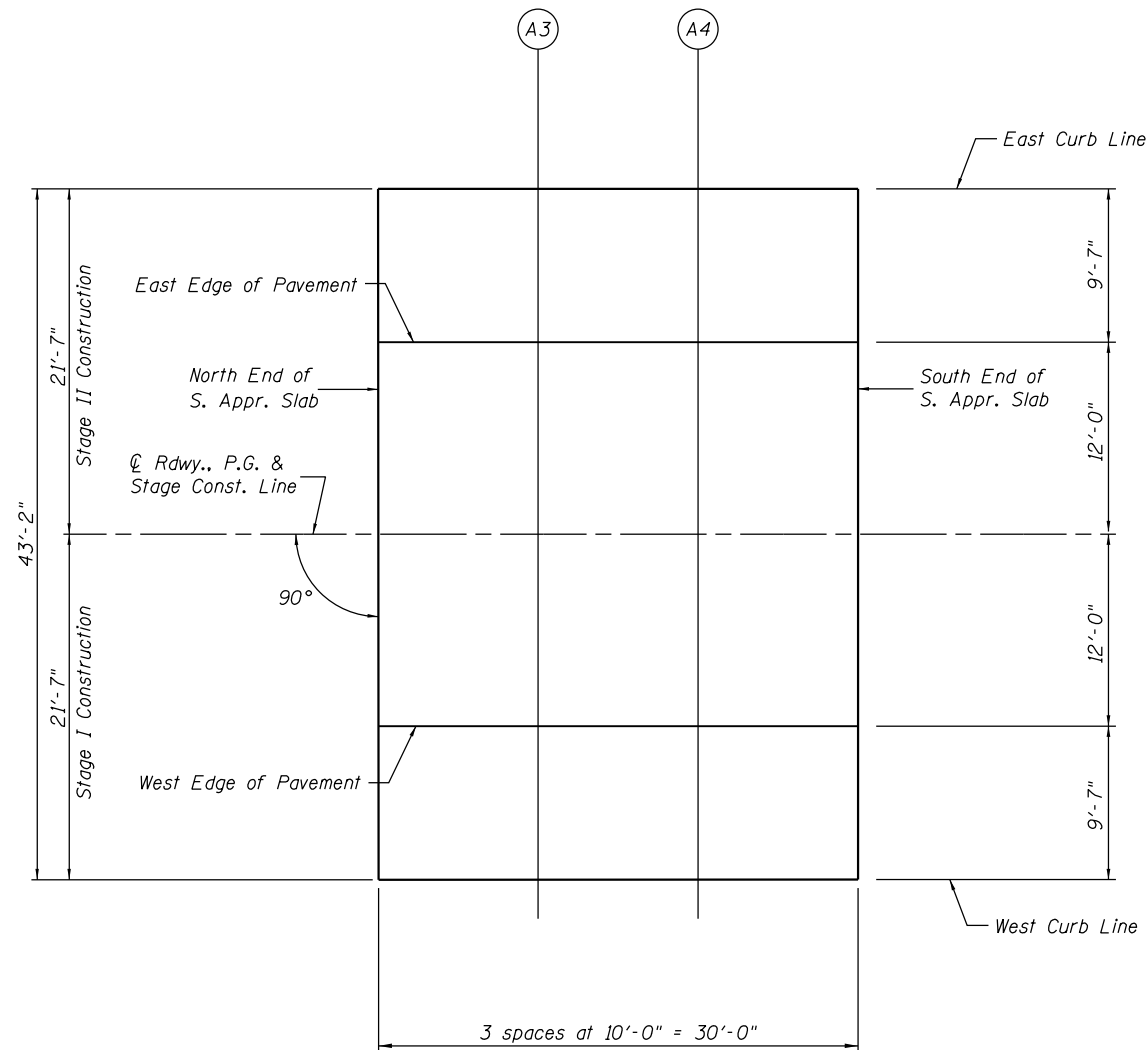 A3
A4
East Curb Line
East Edge of Pavement
North End of
S. Appr. Slab
South End of
S. Appr. Slab
℄ Rdwy., P.G. &
Stage Const. Line
90°
West Edge of Pavement
West Curb Line
43'-2"
21'-7"
Stage II Construction
21'-7"
Stage I Construction
9'-7"
12'-0"
12'-0"
9'-7"
3 spaces at 10'-0" = 30'-0"